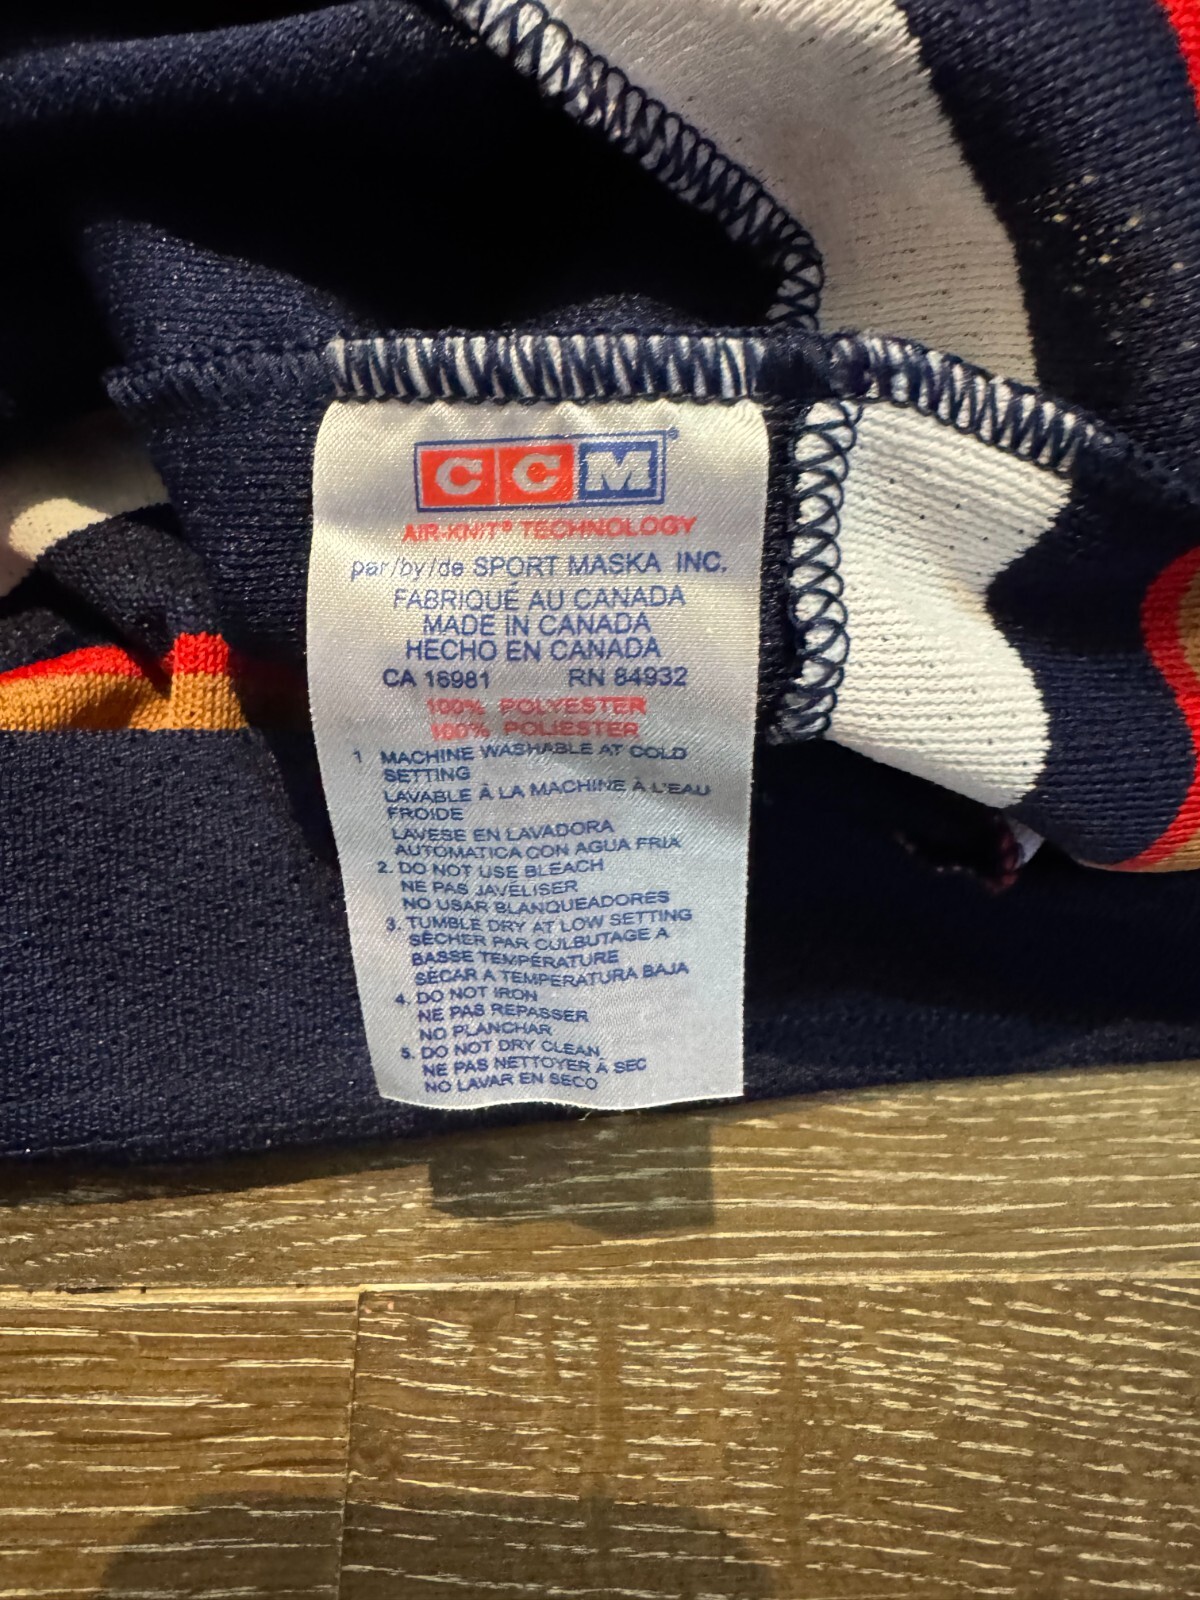 CCM®
AIR-KNIT® TECHNOLOGY
par/by/de SPORT MASKA INC.
FABRIQUÉ AU CANADA
MADE IN CANADA
HECHO EN CANADA
CA 16981 RN 84932
100% POLYESTER
100% POLIESTER
1 MACHINE WASHABLE AT COLD
SETTING
LAVABLE À LA MACHINE À L'EAU
FROIDE
LAVESE EN LAVADORA
AUTOMATICA CON AGUA FRIA
2. DO NOT USE BLEACH
NE PAS JAVELISER
NO USAR BLANQUEADORES
3. TUMBLE DRY AT LOW SETTING
SÉCHER PAR CULBUTAGE A
BASSE TEMPÉRATURE
SECAR A TEMPERATURA BAJA
4. DO NOT IRON
NE PAS REPASSER
NO PLANCHAR
5. DO NOT DRY CLEAN
NE PAS NETTOYER À SEC
NO LAVAR EN SECO